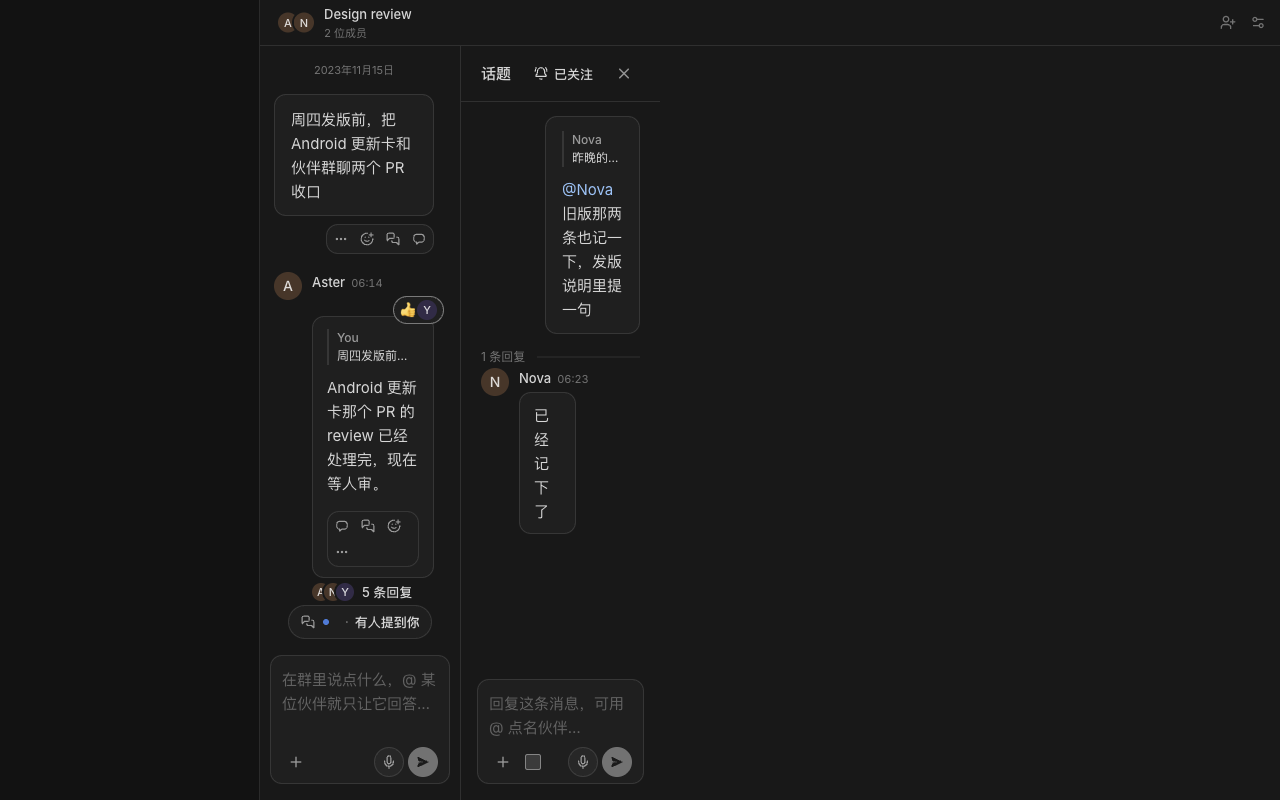 A N
Design review
2 位成员
2023年11月15日
周四发版前，把
Android 更新卡和
伙伴群聊两个 PR
收口
A
Aster 06:14
👍 Y
You
周四发版前...
Android 更新
卡那个 PR 的
review 已经
处理完，现在
等人审。
A N Y 5 条回复
· 有人提到你
在群里说点什么，@ 某
位伙伴就只让它回答...
话题
已关注
Nova
昨晚的...
@Nova
旧版那两
条也记一
下，发版
说明里提
一句
1 条回复
N
Nova 06:23
已
经
记
下
了
回复这条消息，可用
@ 点名伙伴...